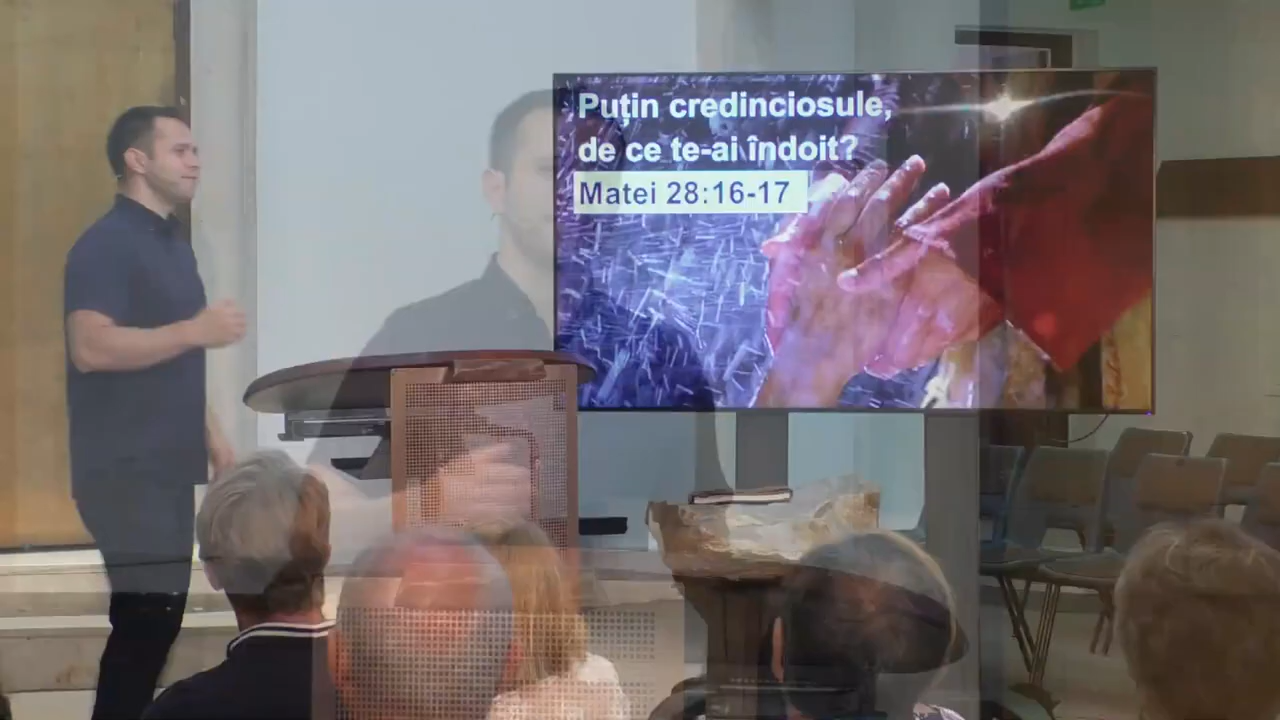 Puțin credinciosule,
de ce te-ai îndoit?
Matei 28:16-17